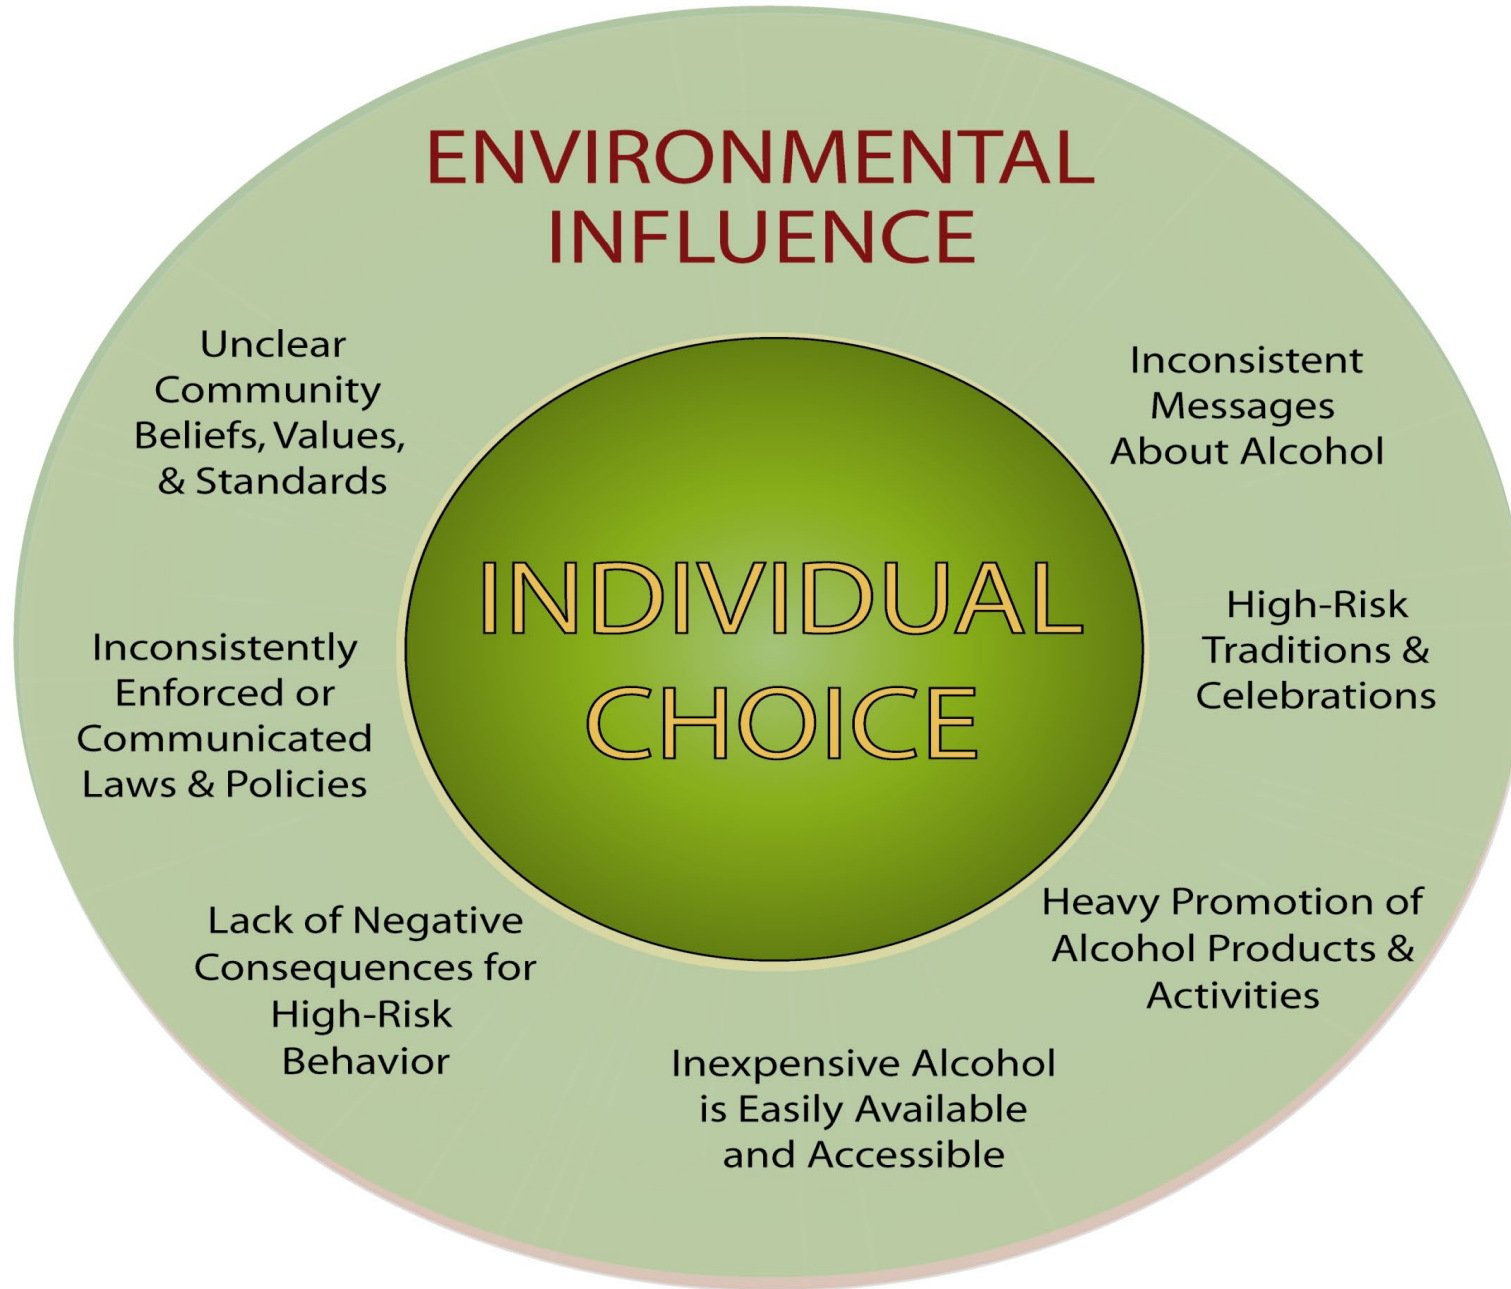 ENVIRONMENTAL
INFLUENCE
Unclear
Community
Beliefs, Values,
& Standards
Inconsistent
Messages
About Alcohol
INDIVIDUAL
CHOICE
High-Risk
Traditions &
Celebrations
Inconsistently
Enforced or
Communicated
Laws & Policies
Heavy Promotion of
Alcohol Products &
Activities
Lack of Negative
Consequences for
High-Risk
Behavior
Inexpensive Alcohol
is Easily Available
and Accessible